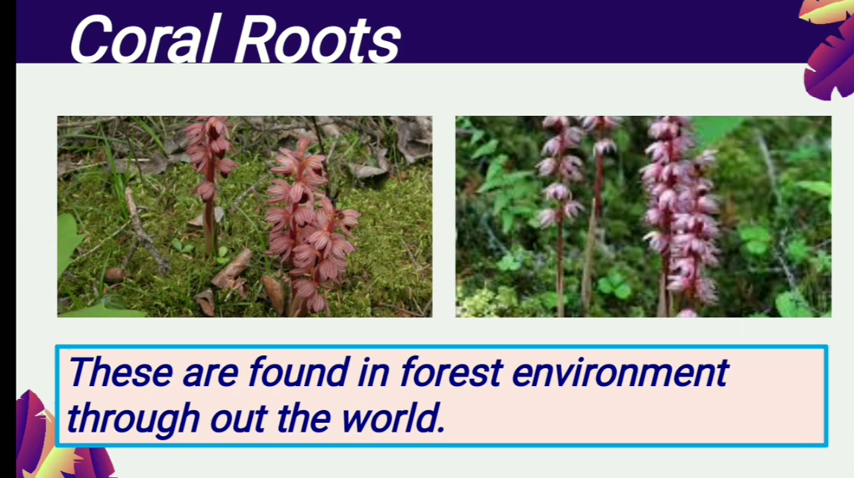 Coral Roots
These are found in forest environment
through out the world.